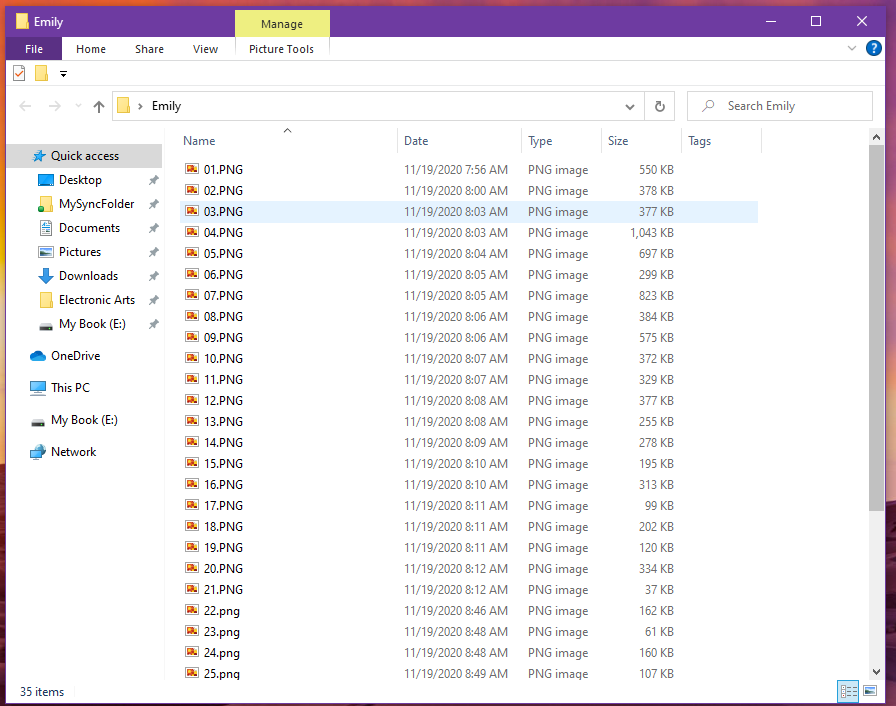 Emily
Manage
File Home Share View Picture Tools
?
Emily
Search Emily
Name Date Type Size Tags
Quick access
Desktop
MySyncFolder
Documents
Pictures
Downloads
Electronic Arts
My Book (E:)
OneDrive
This PC
My Book (E:)
Network
01.PNG 11/19/2020 7:56 AM PNG image 550 KB
02.PNG 11/19/2020 8:00 AM PNG image 378 KB
03.PNG 11/19/2020 8:03 AM PNG image 377 KB
04.PNG 11/19/2020 8:03 AM PNG image 1,043 KB
05.PNG 11/19/2020 8:04 AM PNG image 697 KB
06.PNG 11/19/2020 8:05 AM PNG image 299 KB
07.PNG 11/19/2020 8:05 AM PNG image 823 KB
08.PNG 11/19/2020 8:06 AM PNG image 384 KB
09.PNG 11/19/2020 8:06 AM PNG image 575 KB
10.PNG 11/19/2020 8:07 AM PNG image 372 KB
11.PNG 11/19/2020 8:07 AM PNG image 329 KB
12.PNG 11/19/2020 8:08 AM PNG image 377 KB
13.PNG 11/19/2020 8:08 AM PNG image 255 KB
14.PNG 11/19/2020 8:09 AM PNG image 278 KB
15.PNG 11/19/2020 8:10 AM PNG image 195 KB
16.PNG 11/19/2020 8:10 AM PNG image 313 KB
17.PNG 11/19/2020 8:11 AM PNG image 99 KB
18.PNG 11/19/2020 8:11 AM PNG image 202 KB
19.PNG 11/19/2020 8:11 AM PNG image 120 KB
20.PNG 11/19/2020 8:12 AM PNG image 334 KB
21.PNG 11/19/2020 8:12 AM PNG image 37 KB
22.png 11/19/2020 8:46 AM PNG image 162 KB
23.png 11/19/2020 8:48 AM PNG image 61 KB
24.png 11/19/2020 8:48 AM PNG image 160 KB
25.png 11/19/2020 8:49 AM PNG image 107 KB
35 items